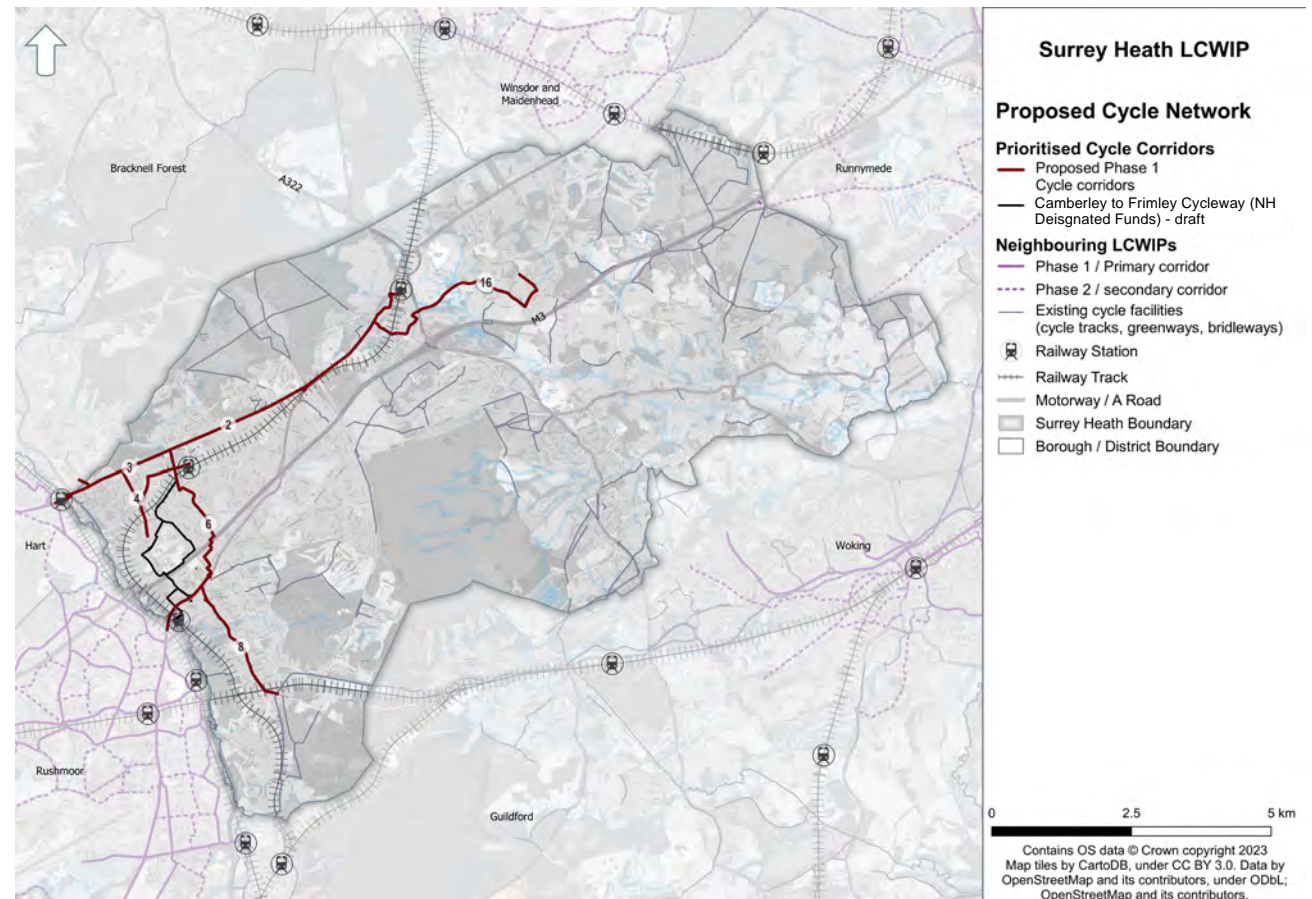 Surrey Heath LCWIP
Proposed Cycle Network
Prioritised Cycle Corridors
Proposed Phase 1
Cycle corridors
Camberley to Frimley Cycleway (NH
Deisgnated Funds) - draft
Neighbouring LCWIPs
Phase 1 / Primary corridor
Phase 2 / secondary corridor
Existing cycle facilities
(cycle tracks, greenways, bridleways)
Railway Station
Railway Track
Motorway / A Road
Surrey Heath Boundary
Borough / District Boundary
0 2.5 5 km
Contains OS data © Crown copyright 2023
Map tiles by CartoDB, under CC BY 3.0. Data by
OpenStreetMap and its contributors, under ODbL;
OpenStreetMap and its contributors.
Winsdor and
Maidenhead
Bracknell Forest
A322
Runnymede
16
M3
2
3
4
6
Hart
Woking
8
Rushmoor
Guildford